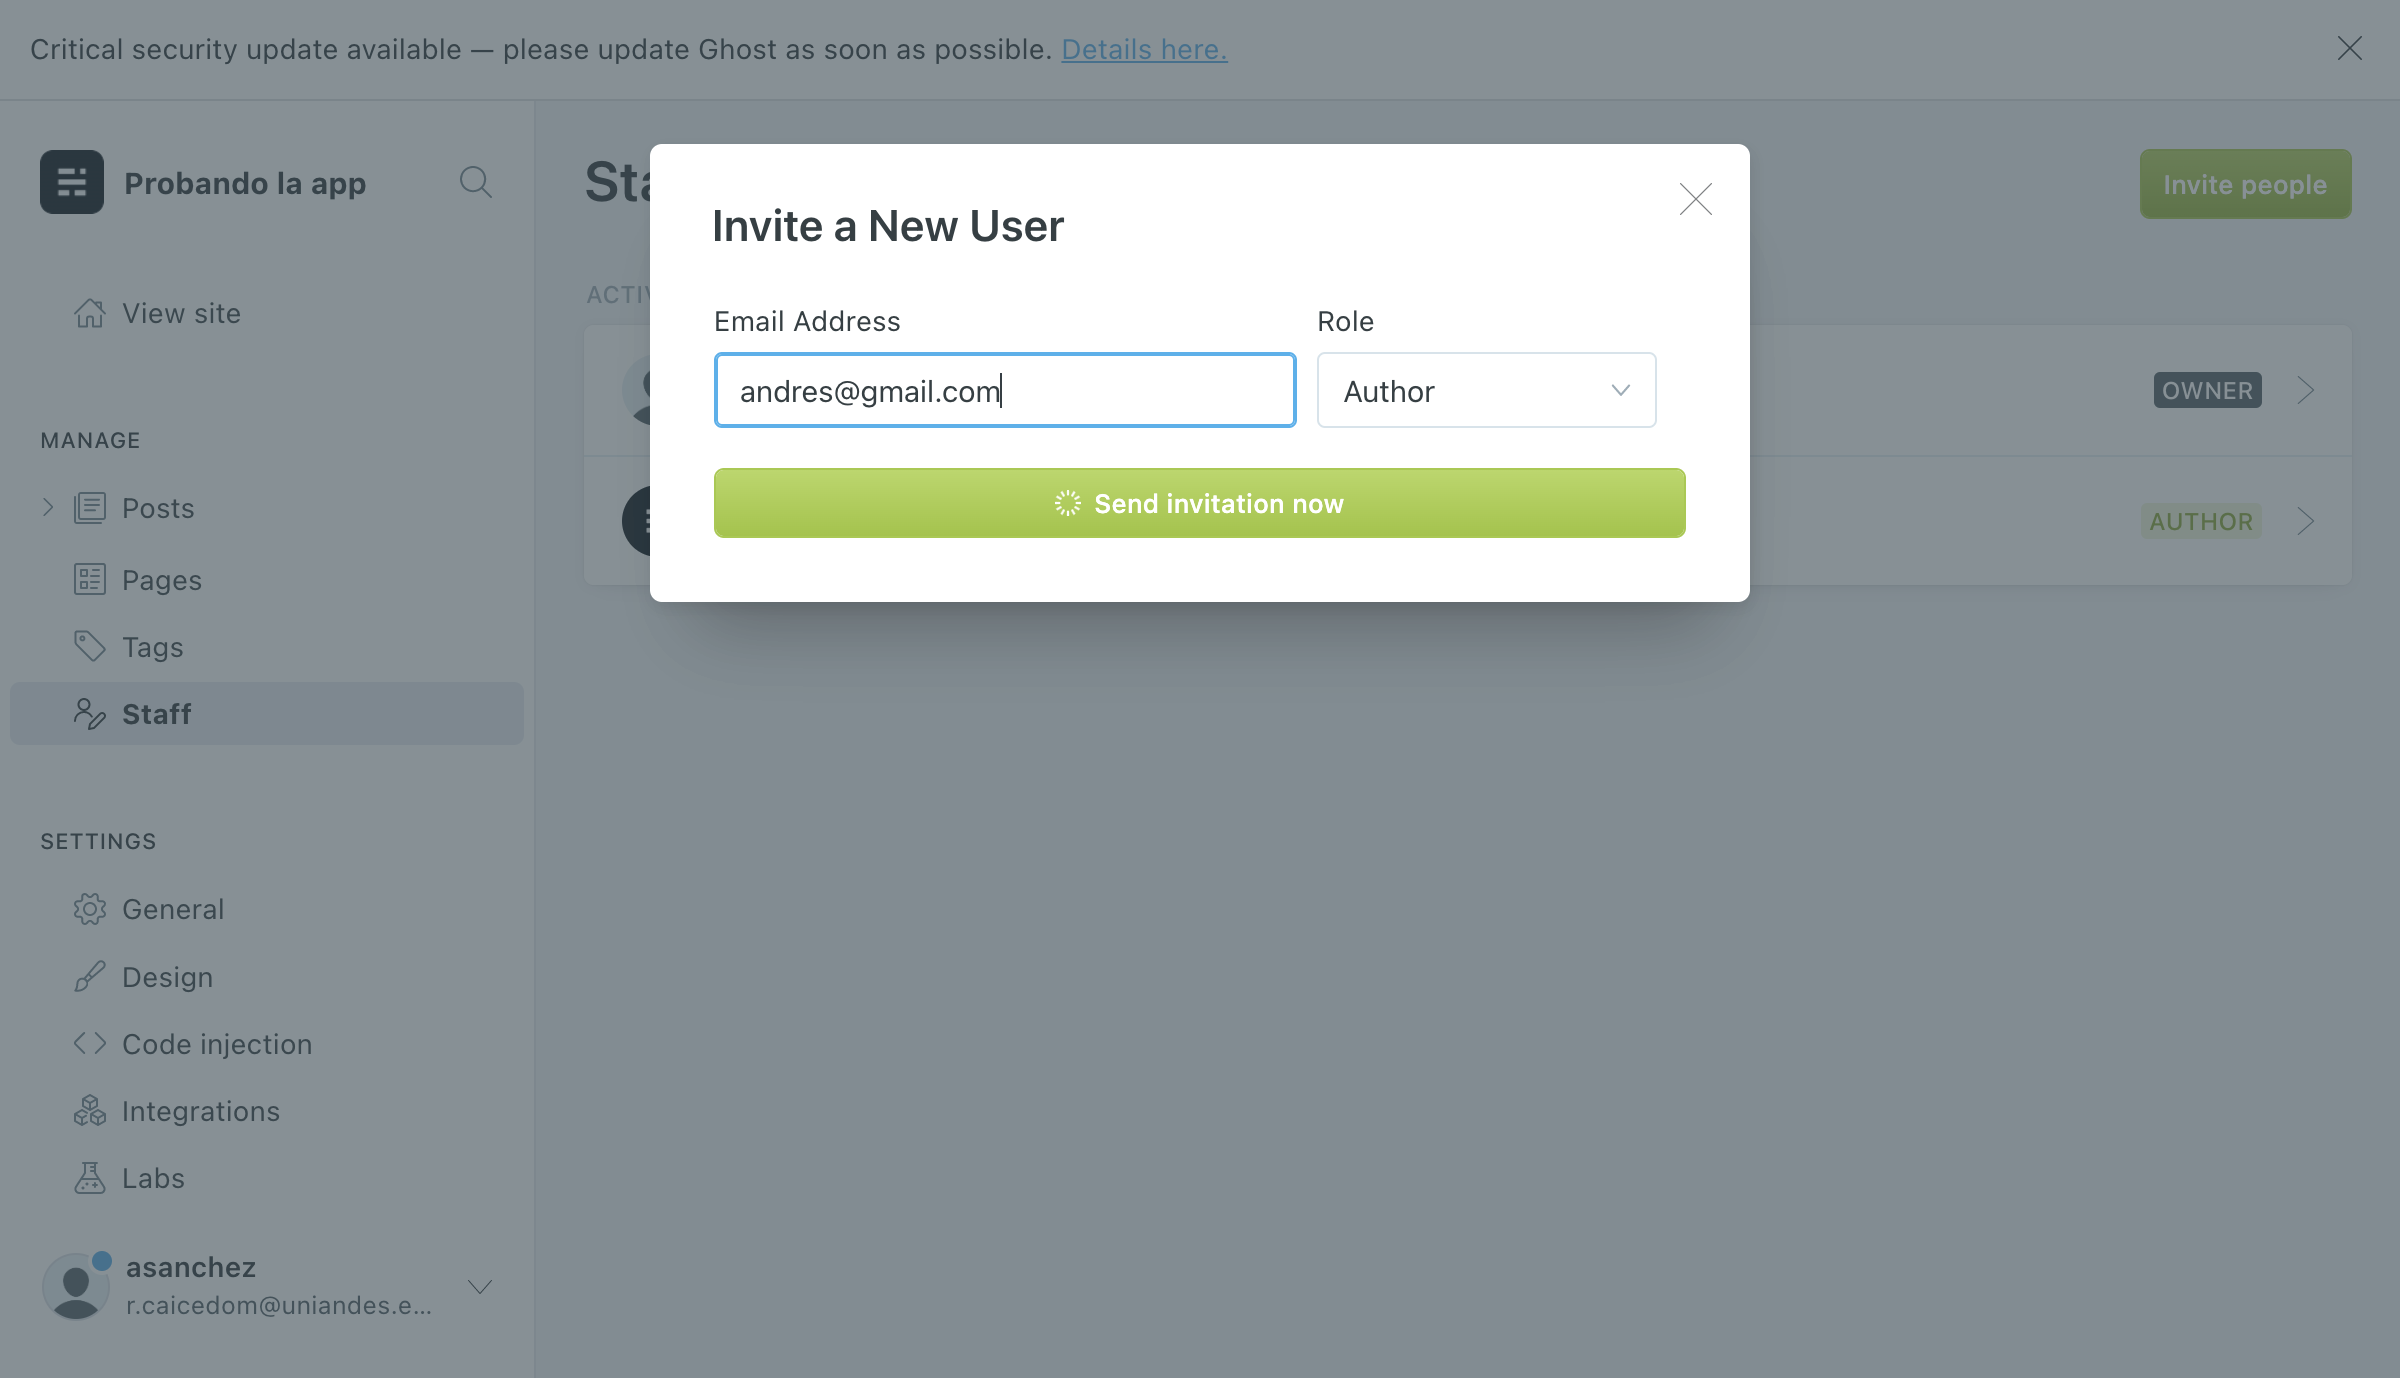 Critical security update available — please update Ghost as soon as possible. Details here.
Probando la app
View site
MANAGE
Posts
Pages
Tags
Staff
SETTINGS
General
Design
Code injection
Integrations
Labs
asanchez
r.caicedom@uniandes.e...
Invite people
OWNER
AUTHOR
Invite a New User
Email Address
Role
andres@gmail.com
Author
Send invitation now